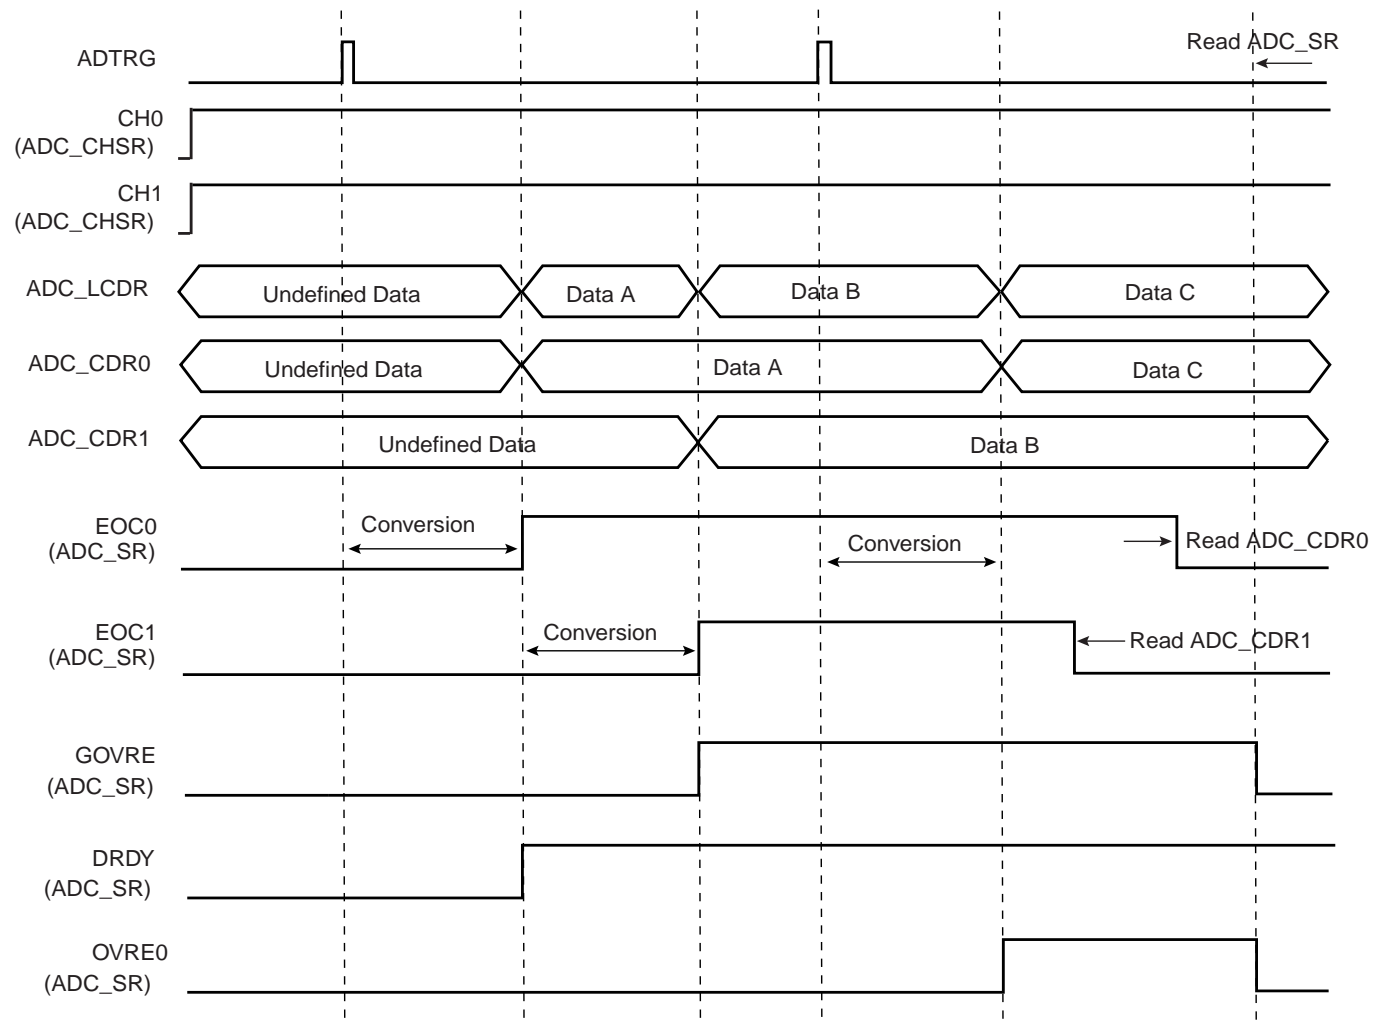 ADTRG
Read ADC_SR
CH0
(ADC_CHSR)
CH1
(ADC_CHSR)
ADC_LCDR
Undefined Data
Data A
Data B
Data C
ADC_CDR0
Undefined Data
Data A
Data C
ADC_CDR1
Undefined Data
Data B
EOC0
(ADC_SR)
Conversion
Conversion
Read ADC_CDR0
EOC1
(ADC_SR)
Conversion
Read ADC_CDR1
GOVRE
(ADC_SR)
DRDY
(ADC_SR)
OVRE0
(ADC_SR)